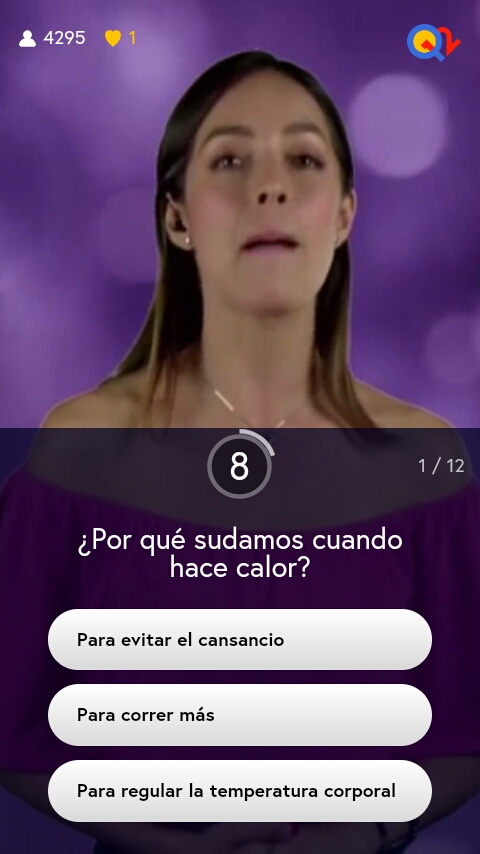 4295 1
8
1 / 12
¿Por qué sudamos cuando
hace calor?
Para evitar el cansancio
Para correr más
Para regular la temperatura corporal